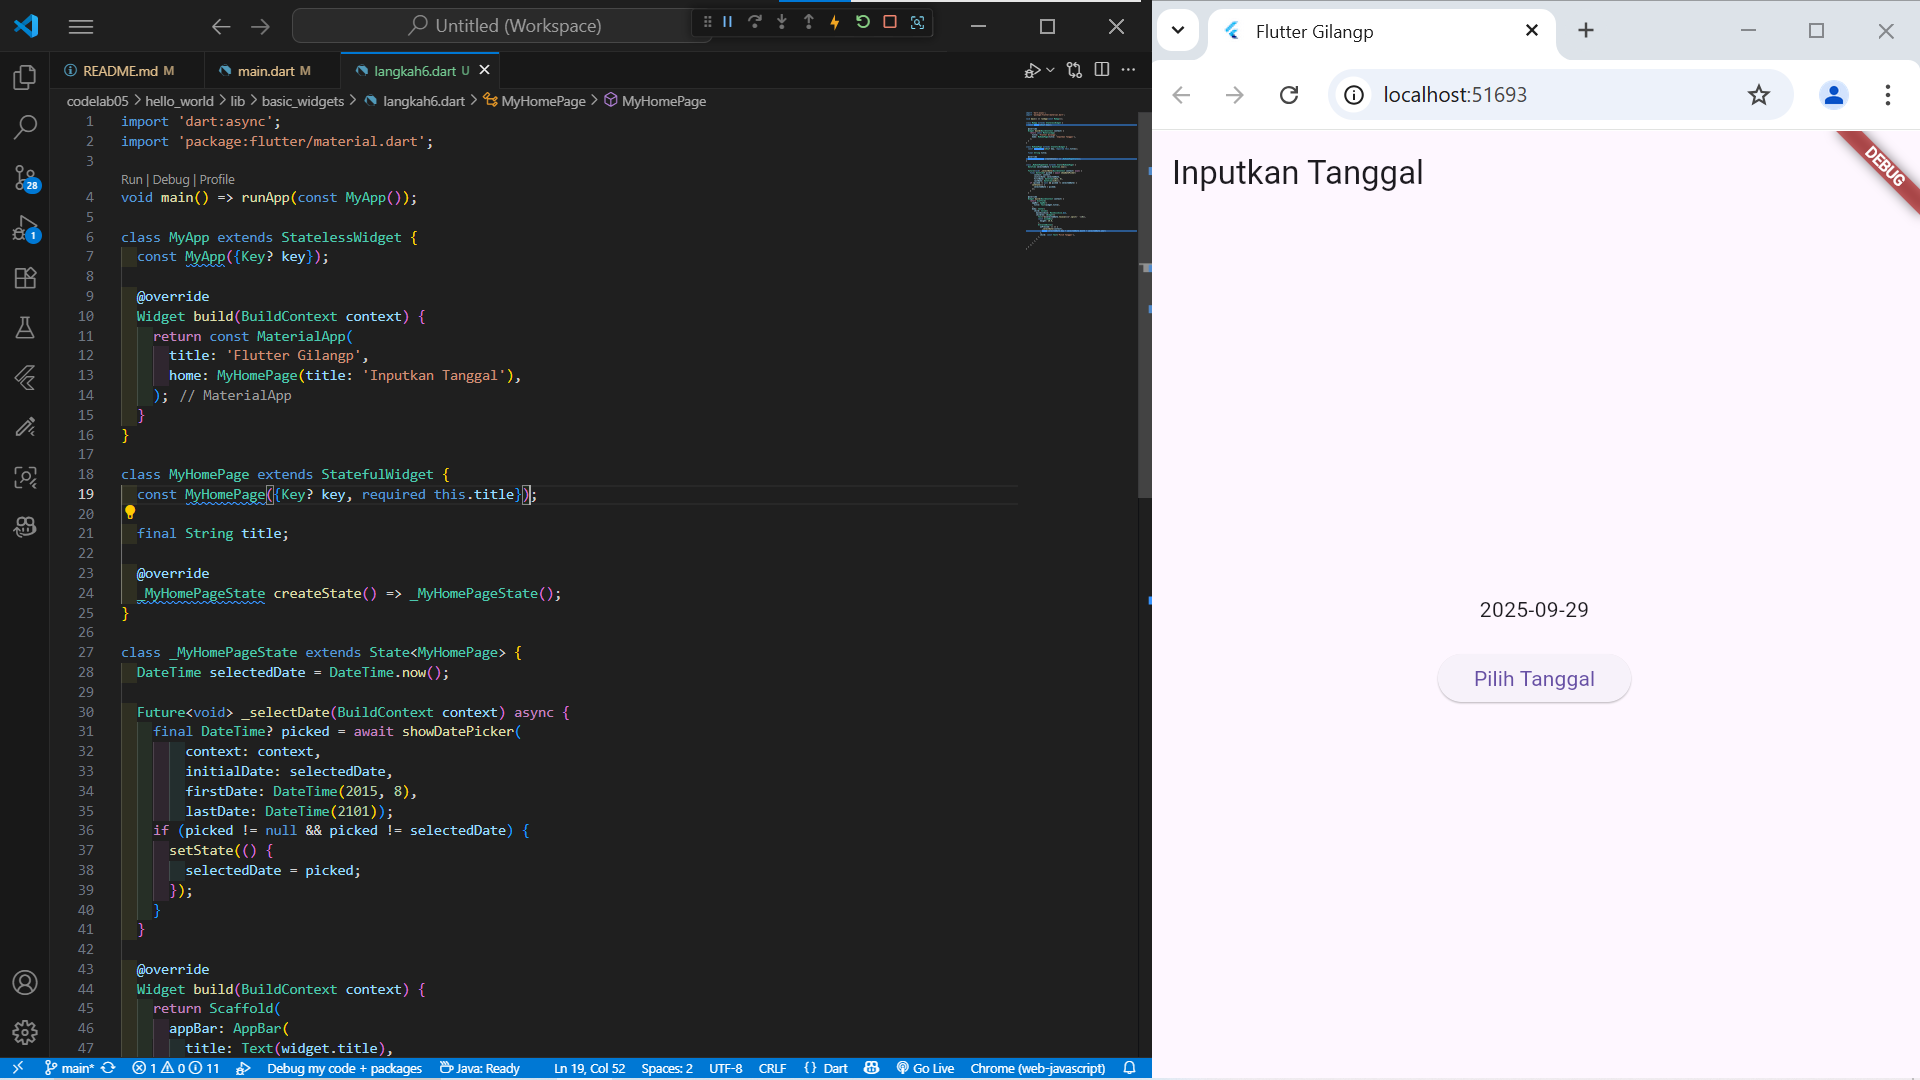 Untitled (Workspace)
README.md M
main.dart M
langkah6.dart U
codelab05 > hello_world > lib > basic_widgets > langkah6.dart > MyHomePage > MyHomePage
1 import 'dart:async';
2 import 'package:flutter/material.dart';
3
Run | Debug | Profile
4 void main() => runApp(const MyApp());
5
6 class MyApp extends StatelessWidget {
7 const MyApp({Key? key});
8
9 @override
10 Widget build(BuildContext context) {
11 return const MaterialApp(
12 title: 'Flutter Gilangp',
13 home: MyHomePage(title: 'Inputkan Tanggal'),
14 ); // MaterialApp
15 }
16 }
17
18 class MyHomePage extends StatefulWidget {
19 const MyHomePage({Key? key, required this.title});
20
21 final String title;
22
23 @override
24 _MyHomePageState createState() => _MyHomePageState();
25 }
26
27 class _MyHomePageState extends State<MyHomePage> {
28 DateTime selectedDate = DateTime.now();
29
30 Future<void> _selectDate(BuildContext context) async {
31 final DateTime? picked = await showDatePicker(
32 context: context,
33 initialDate: selectedDate,
34 firstDate: DateTime(2015, 8),
35 lastDate: DateTime(2101));
36 if (picked != null && picked != selectedDate) {
37 setState(() {
38 selectedDate = picked;
39 });
40 }
41 }
42
43 @override
44 Widget build(BuildContext context) {
45 return Scaffold(
46 appBar: AppBar(
47 title: Text(widget.title),
28
1
main* 1 0 11 Debug my code + packages Java: Ready Ln 19, Col 52 Spaces: 2 UTF-8 CRLF {} Dart Go Live Chrome (web-javascript)
Flutter Gilangp
localhost:51693
Inputkan Tanggal
DEBUG
2025-09-29
Pilih Tanggal